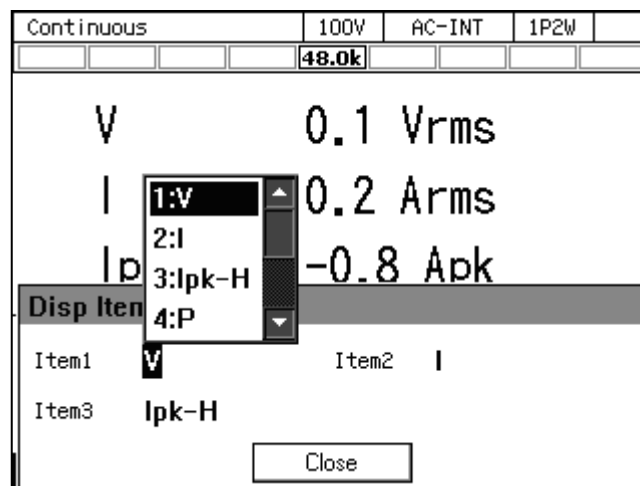 Continuous 100V AC-INT 1P2W
48.0k
V 0.1 Vrms
I 0.2 Arms
Ip -0.8 Apk
1:V
2:I
3:Ipk-H
4:P
Disp Iten
Item1 V Item2 I
Item3 Ipk-H
Close